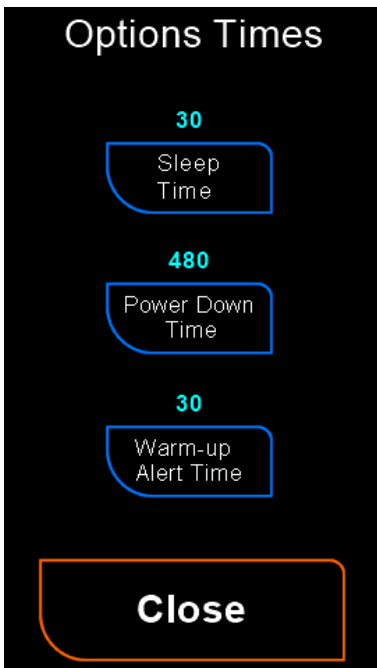 Options Times
30
Sleep
Time
480
Power Down
Time
30
Warm-up
Alert Time
Close